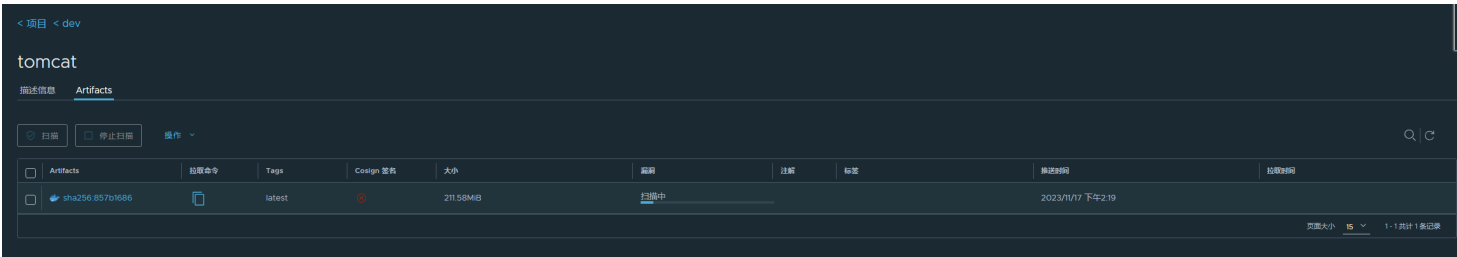 < 项目 < dev
tomcat
描述信息 Artifacts
扫描 停止扫描 操作
Artifacts 拉取命令 Tags Cosign 签名 大小 漏洞 注解 标签 推送时间 拉取时间
sha256:857b1686 latest 211.58MiB 扫描中 2023/11/17 下午2:19
页面大小 15 1 - 1 共计 1 条记录